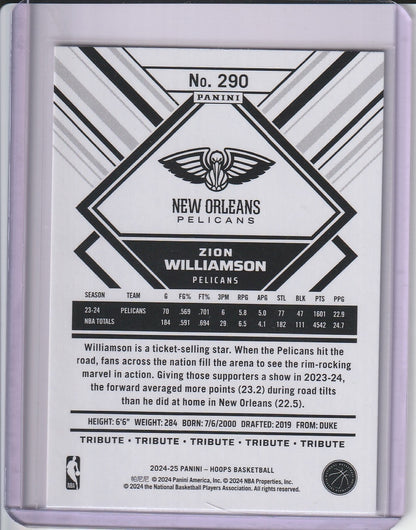 No. 290
PANINI
NEW ORLEANS
PELICANS
ZION
WILLIAMSON
PELICANS
SEASON TEAM G FG% FT% 3PM RPG APG STL BLK PTS PPG
23-24 PELICANS 70 .569 .701 6 5.8 5.0 77 47 1601 22.9
NBA TOTALS 184 .591 .694 29 6.5 4.1 182 111 4542 24.7
Williamson is a ticket-selling star. When the Pelicans hit the
road, fans across the nation fill the arena to see the rim-rocking
marvel in action. Giving those supporters a show in 2023-24,
the forward averaged more points (23.2) during road tilts
than he did at home in New Orleans (22.5).
HEIGHT: 6'6" WEIGHT: 284 BORN: 7/6/2000 DRAFTED: 2019 FROM: DUKE
TRIBUTE • TRIBUTE • TRIBUTE • TRIBUTE • TRIBUTE
2024-25 PANINI – HOOPS BASKETBALL
帕尼尼 © 2024 Panini America, Inc. © 2024 NBA Properties, Inc.
© 2024 the National Basketball Players Association. All rights reserved.
NBA